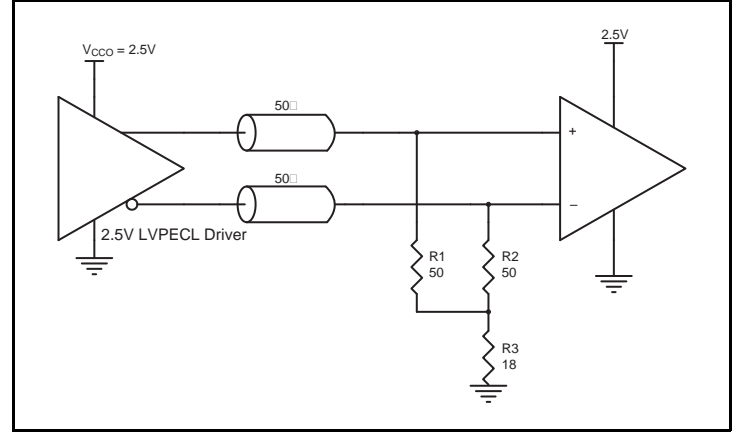 V_CCO = 2.5V
2.5V
50□
50□
+
–
2.5V LVPECL Driver
R1
50
R2
50
R3
18